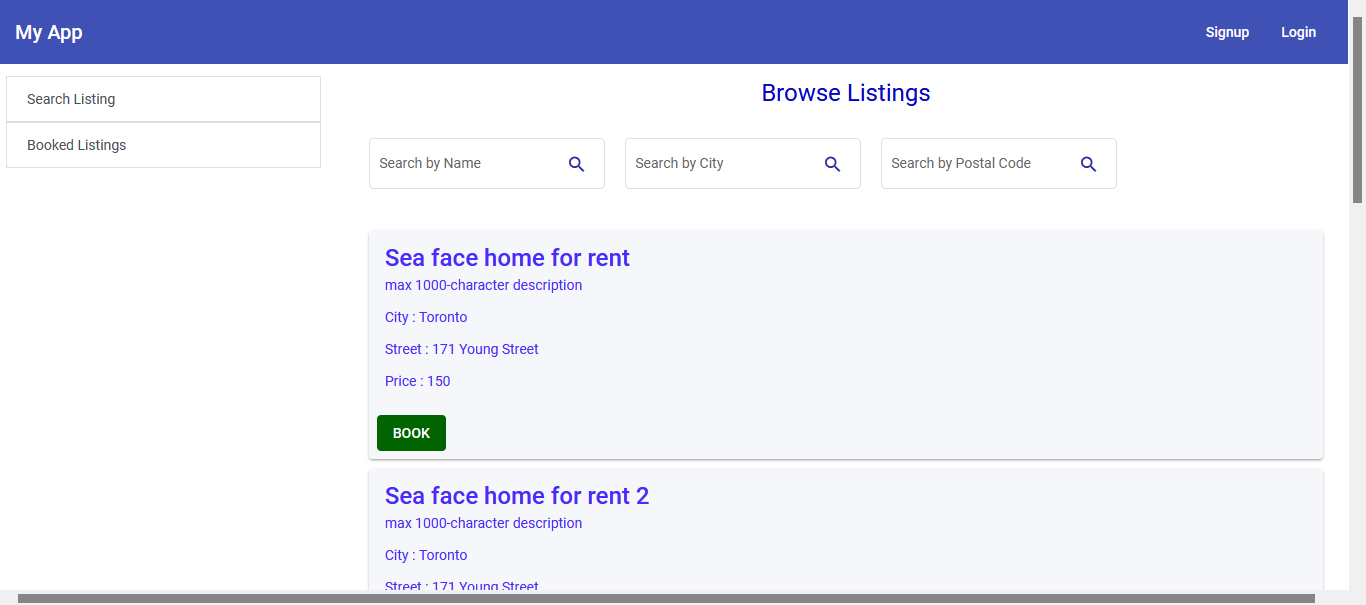 My App
Signup
Login
Search Listing
Booked Listings
Browse Listings
Search by Name
Search by City
Search by Postal Code
Sea face home for rent
max 1000-character description
City : Toronto
Street : 171 Young Street
Price : 150
BOOK
Sea face home for rent 2
max 1000-character description
City : Toronto
Street : 171 Young Street